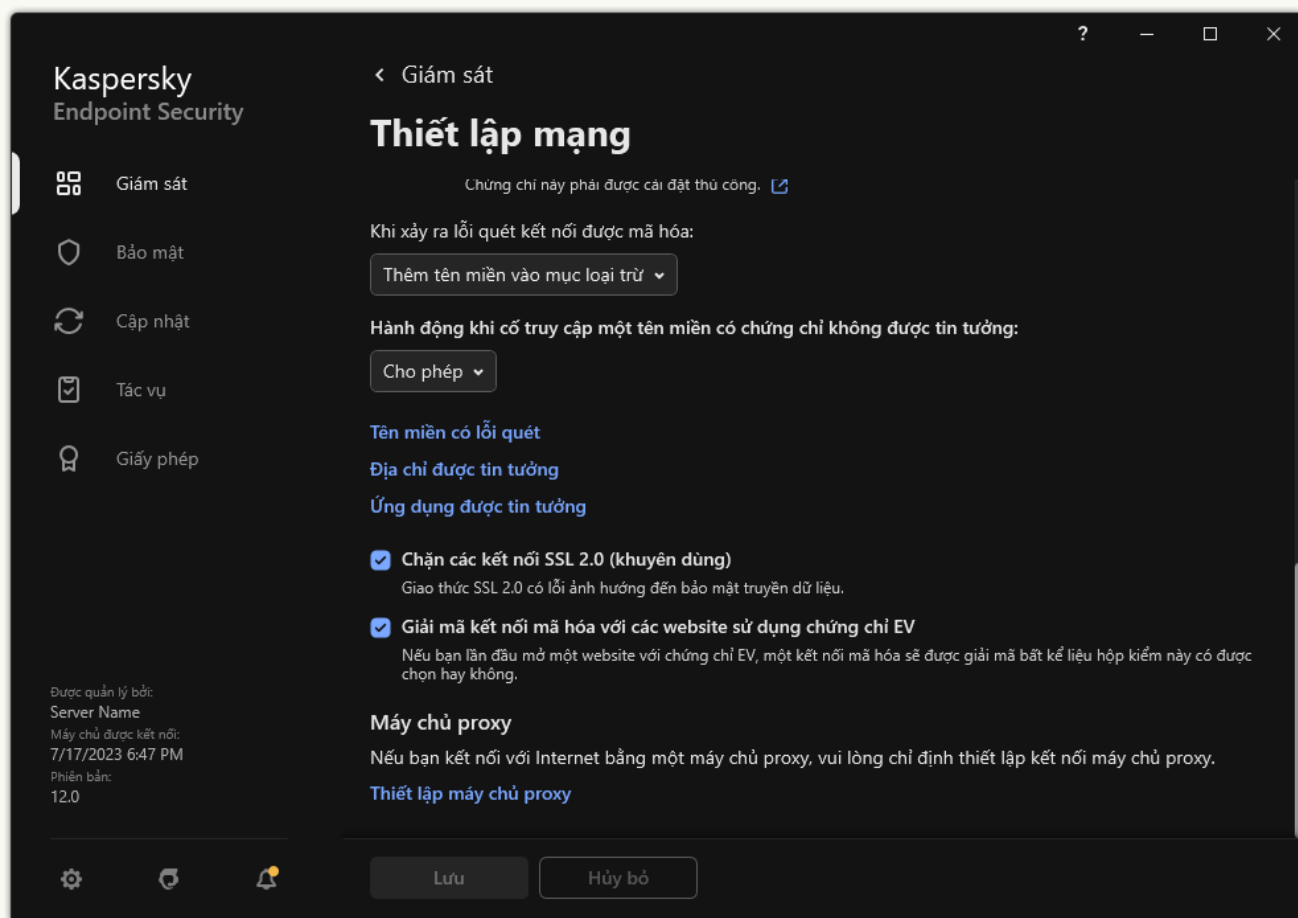 ?
Kaspersky
Endpoint Security
Giám sát
Bảo mật
Cập nhật
Tác vụ
Giấy phép
Được quản lý bởi:
Server Name
Máy chủ được kết nối:
7/17/2023 6:47 PM
Phiên bản:
12.0
Giám sát
Thiết lập mạng
Chứng chỉ này phải được cài đặt thủ công.
Khi xảy ra lỗi quét kết nối được mã hóa:
Thêm tên miền vào mục loại trừ
Hành động khi cố truy cập một tên miền có chứng chỉ không được tin tưởng:
Cho phép
Tên miền có lỗi quét
Địa chỉ được tin tưởng
Ứng dụng được tin tưởng
Chặn các kết nối SSL 2.0 (khuyên dùng)
Giao thức SSL 2.0 có lỗi ảnh hưởng đến bảo mật truyền dữ liệu.
Giải mã kết nối mã hóa với các website sử dụng chứng chỉ EV
Nếu bạn lần đầu mở một website với chứng chỉ EV, một kết nối mã hóa sẽ được giải mã bất kể liệu hộp kiểm này có được
chọn hay không.
Máy chủ proxy
Nếu bạn kết nối với Internet bằng một máy chủ proxy, vui lòng chỉ định thiết lập kết nối máy chủ proxy.
Thiết lập máy chủ proxy
Lưu
Hủy bỏ